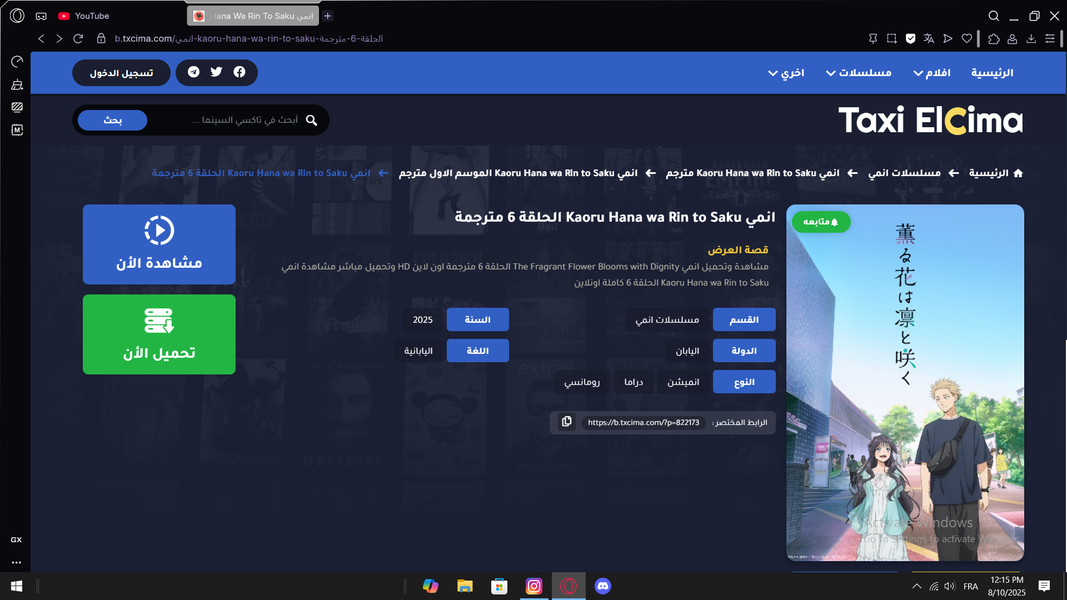 YouTube
انمي Hana Wa Rin To Saku
b.txcima.com/انمي-kaoru-hana-wa-rin-to-saku-الحلقة-6-مترجمة
الرئيسية
افلام
مسلسلات
اخري
تسجيل الدخول
Taxi ElCima
أبحث في تاكسي السينما ...
بحث
الرئيسية
مسلسلات انمي
انمي Kaoru Hana wa Rin to Saku مترجم
انمي Kaoru Hana wa Rin to Saku الموسم الاول مترجم
انمي Kaoru Hana wa Rin to Saku الحلقة 6 مترجمة
متابعه
薫る花は凛と咲く
انمي Kaoru Hana wa Rin to Saku الحلقة 6 مترجمة
قصة العرض
مشاهدة وتحميل انمي The Fragrant Flower Blooms with Dignity الحلقة 6 مترجمة اون لاين HD وتحميل مباشر مشاهدة انمي
Kaoru Hana wa Rin to Saku الحلقة 6 كاملة اونلاين
القسم
مسلسلات انمي
السنة
2025
الدولة
اليابان
اللغة
اليابانية
النوع
انميشن
دراما
رومانسي
الرابط المختصر :
https://b.txcima.com/?p=822173
مشاهدة الأن
تحميل الأن
Activate Windows
Go to Settings to activate W
GX
FRA
12:15 PM
8/10/2025